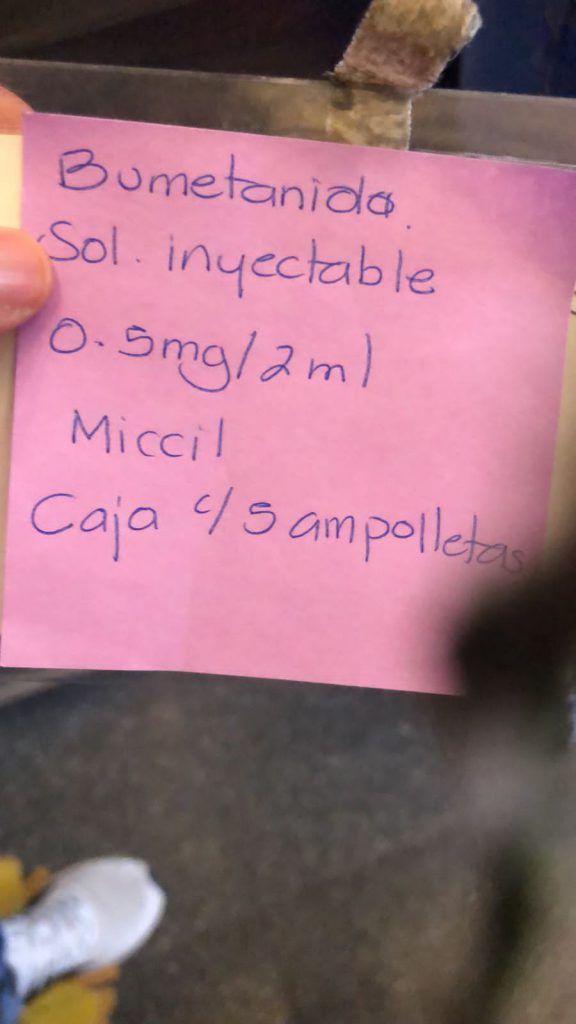 Bumetanida.
Sol. inyectable
0.5mg/2ml
Miccil
Caja c/5 ampolletas